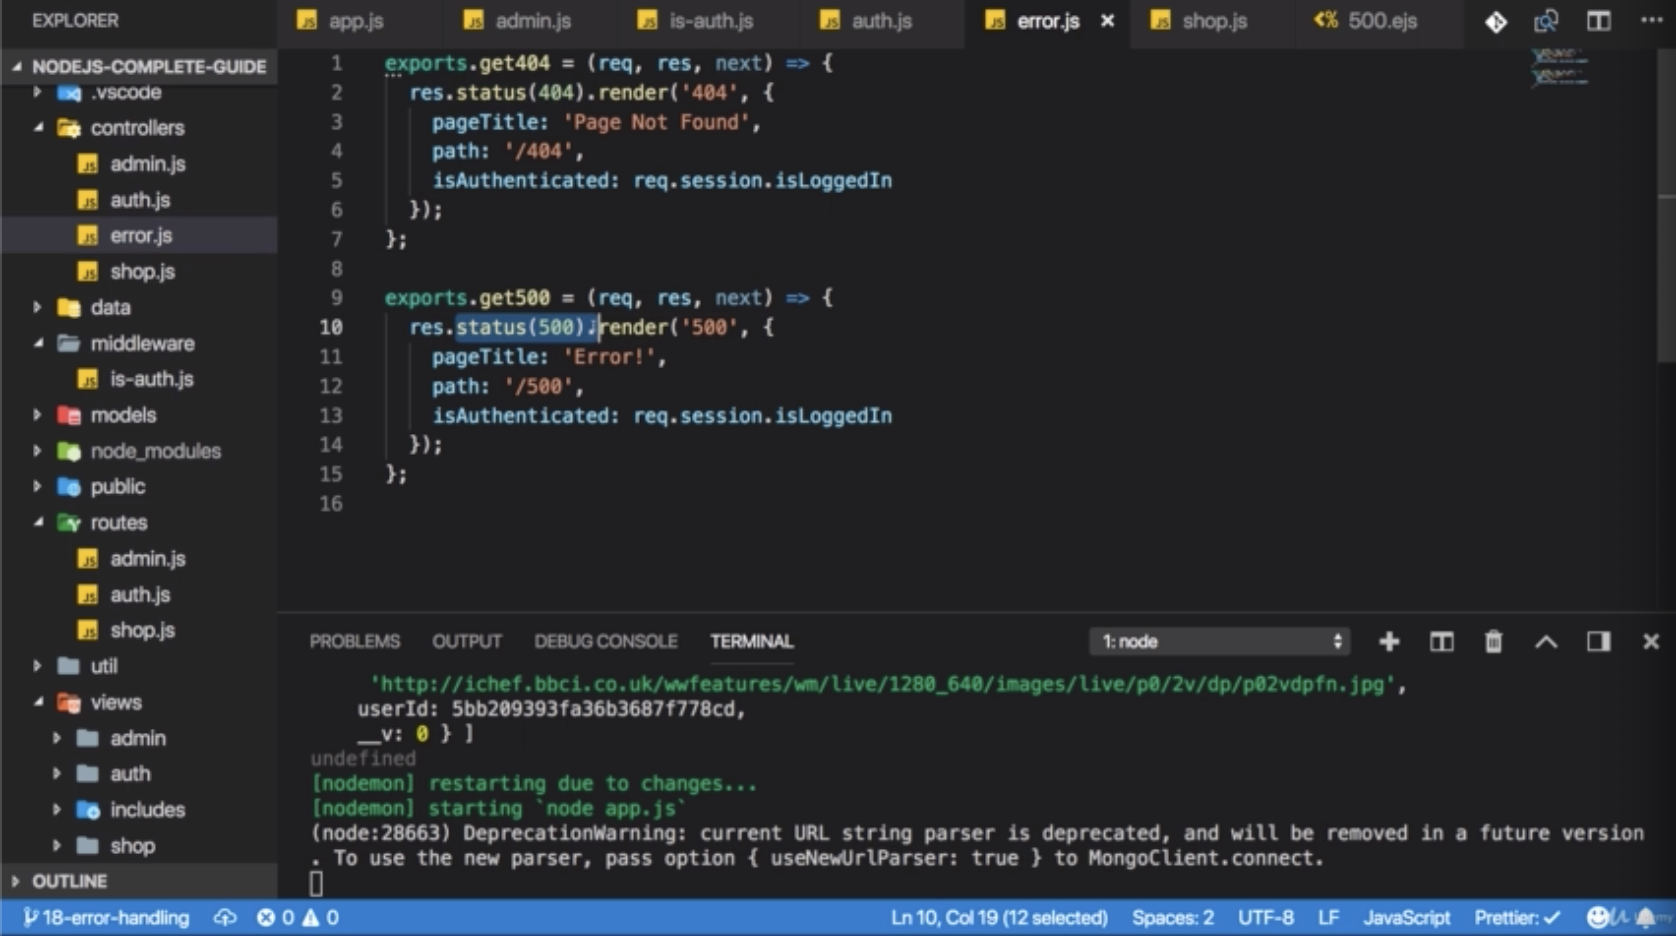 EXPLORER
NODEJS-COMPLETE-GUIDE
.vscode
controllers
admin.js
auth.js
error.js
shop.js
data
middleware
is-auth.js
models
node_modules
public
routes
admin.js
auth.js
shop.js
util
views
admin
auth
includes
shop
OUTLINE
app.js admin.js is-auth.js auth.js error.js × shop.js <% 500.ejs ...
1 exports.get404 = (req, res, next) => {
2 res.status(404).render('404', {
3 pageTitle: 'Page Not Found',
4 path: '/404',
5 isAuthenticated: req.session.isLoggedIn
6 });
7 };
8
9 exports.get500 = (req, res, next) => {
10 res.status(500).render('500', {
11 pageTitle: 'Error!',
12 path: '/500',
13 isAuthenticated: req.session.isLoggedIn
14 });
15 };
16
PROBLEMS OUTPUT DEBUG CONSOLE TERMINAL 1: node
'http://ichef.bbci.co.uk/wwfeatures/wm/live/1280_640/images/live/p0/2v/dp/p02vdpfn.jpg',
userId: 5bb209393fa36b3687f778cd,
__v: 0 } ]
undefined
[nodemon] restarting due to changes...
[nodemon] starting `node app.js`
(node:28663) DeprecationWarning: current URL string parser is deprecated, and will be removed in a future version
. To use the new parser, pass option { useNewUrlParser: true } to MongoClient.connect.
18-error-handling 0 0 Ln 10, Col 19 (12 selected) Spaces: 2 UTF-8 LF JavaScript Prettier: ✓